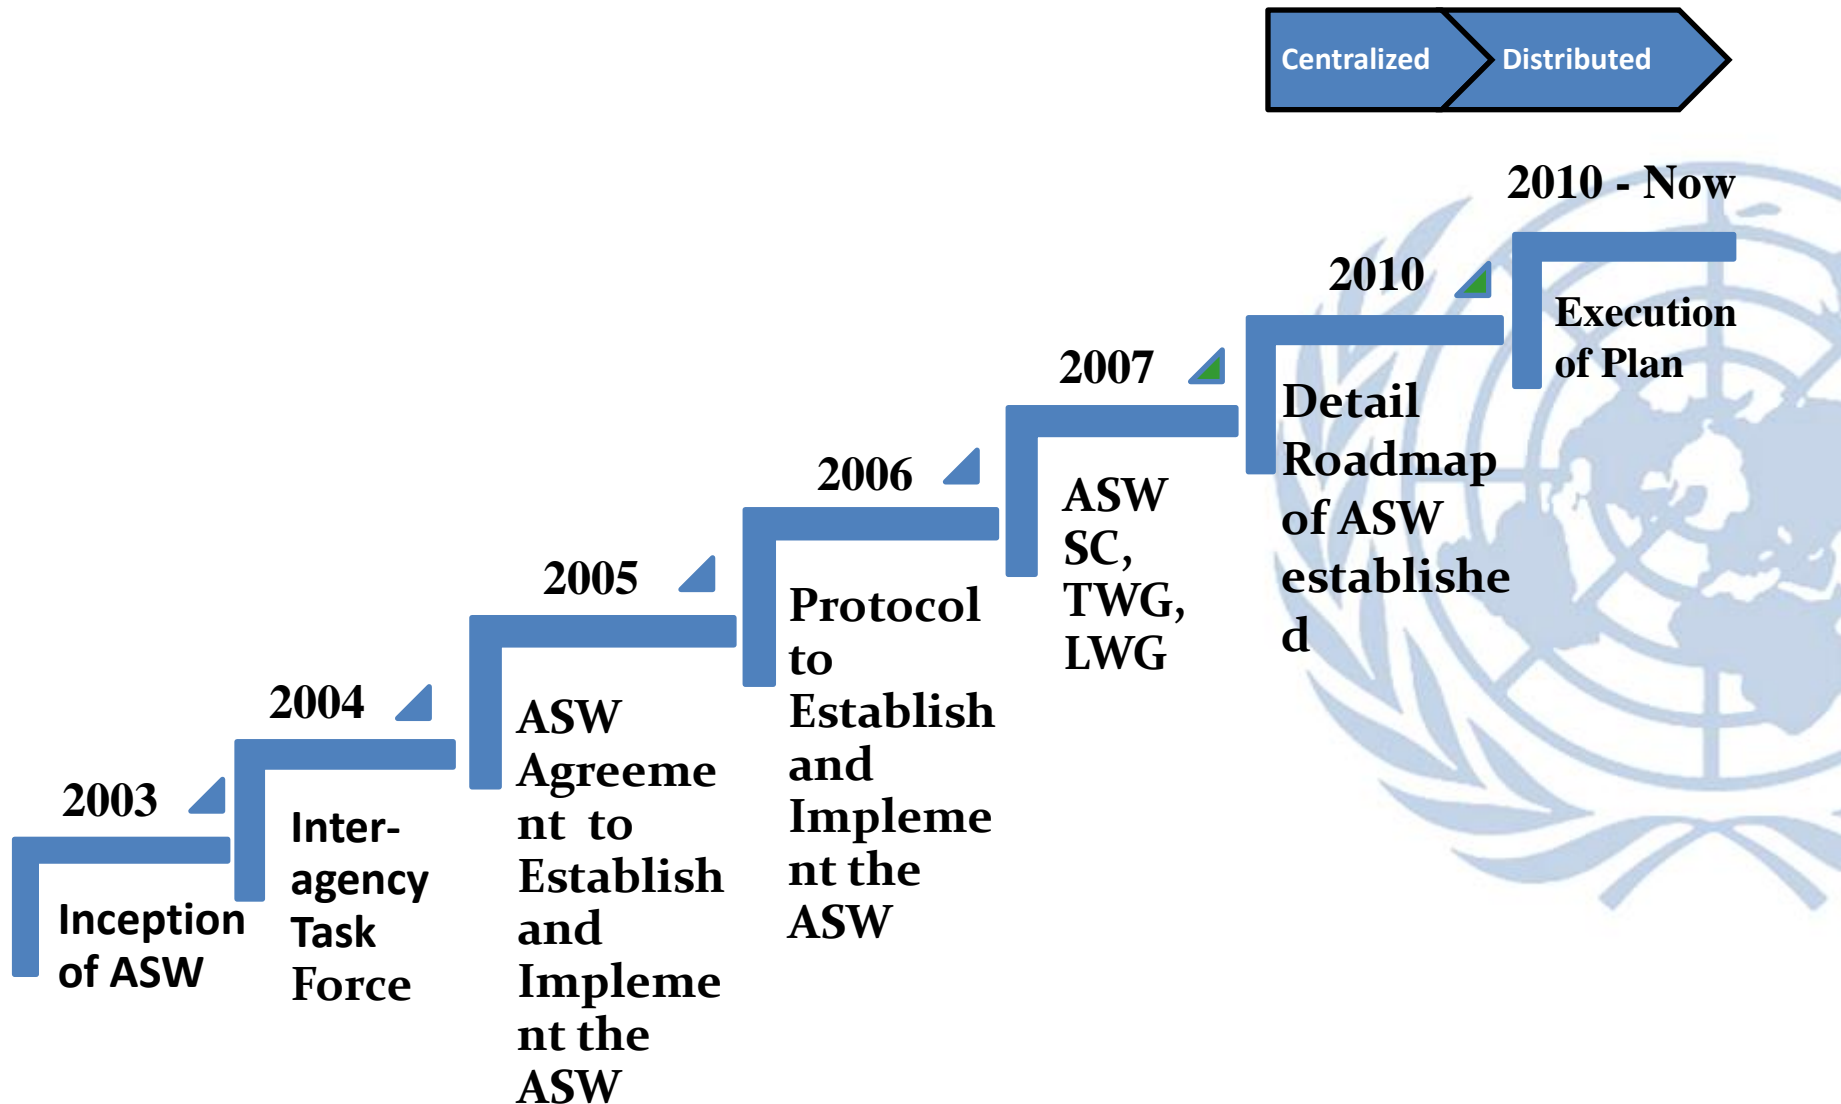 Centralized
Distributed
2010 - Now
Execution
of Plan
2010
Detail
Roadmap
of ASW
establishe
d
2007
ASW
SC,
TWG,
LWG
2006
Protocol
to
Establish
and
Impleme
nt the
ASW
2005
ASW
Agreeme
nt to
Establish
and
Impleme
nt the
ASW
2004
Inter-
agency
Task
Force
2003
Inception
of ASW